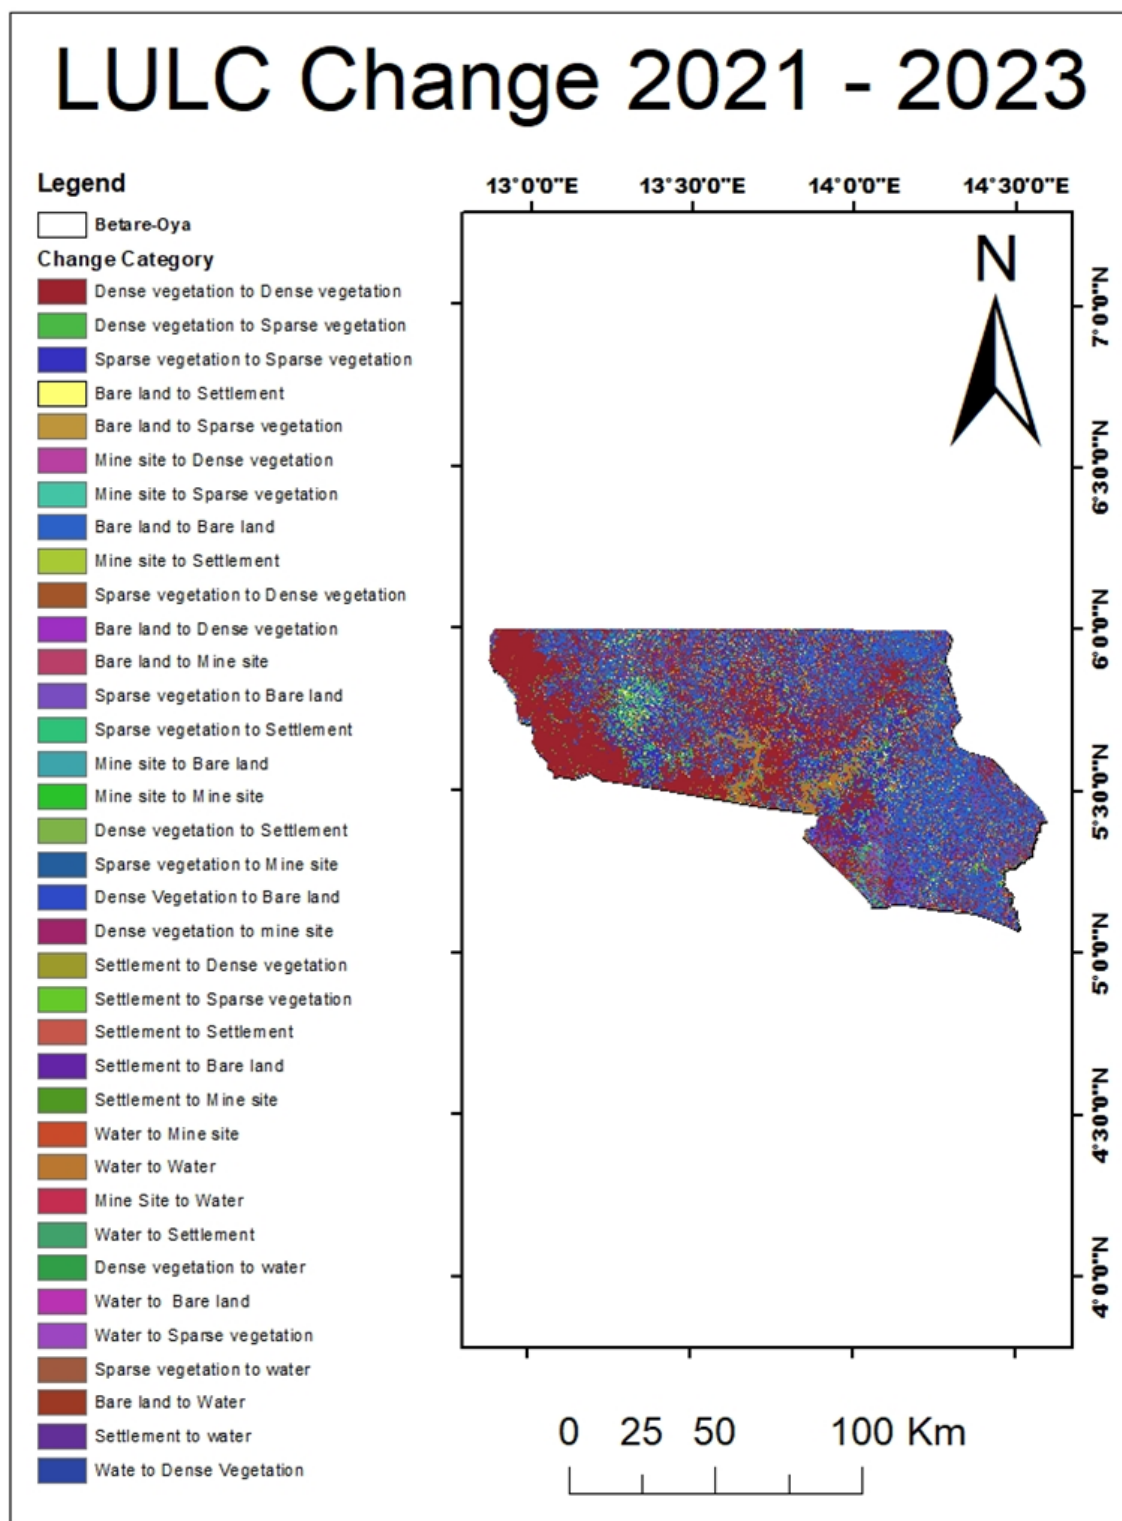 LULC Change 2021 - 2023
Legend
Betare-Oya
Change Category
Dense vegetation to Dense vegetation
Dense vegetation to Sparse vegetation
Sparse vegetation to Sparse vegetation
Bare land to Settlement
Bare land to Sparse vegetation
Mine site to Dense vegetation
Mine site to Sparse vegetation
Bare land to Bare land
Mine site to Settlement
Sparse vegetation to Dense vegetation
Bare land to Dense vegetation
Bare land to Mine site
Sparse vegetation to Bare land
Sparse vegetation to Settlement
Mine site to Bare land
Mine site to Mine site
Dense vegetation to Settlement
Sparse vegetation to Mine site
Dense Vegetation to Bare land
Dense vegetation to mine site
Settlement to Dense vegetation
Settlement to Sparse vegetation
Settlement to Settlement
Settlement to Bare land
Settlement to Mine site
Water to Mine site
Water to Water
Mine Site to Water
Water to Settlement
Dense vegetation to water
Water to Bare land
Water to Sparse vegetation
Sparse vegetation to water
Bare land to Water
Settlement to water
Wate to Dense Vegetation
13°0'0"E 13°30'0"E 14°0'0"E 14°30'0"E
N
7°0'0"N
6°30'0"N
6°0'0"N
5°30'0"N
5°0'0"N
4°30'0"N
4°0'0"N
0 25 50 100 Km